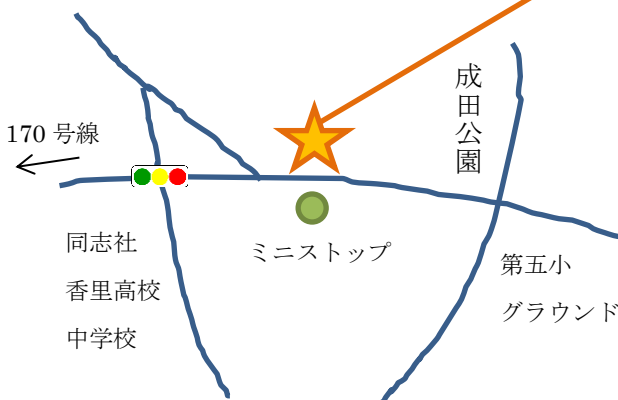 成田公園
170 号線
同志社
香里高校
中学校
ミニストップ
第五小
グラウンド